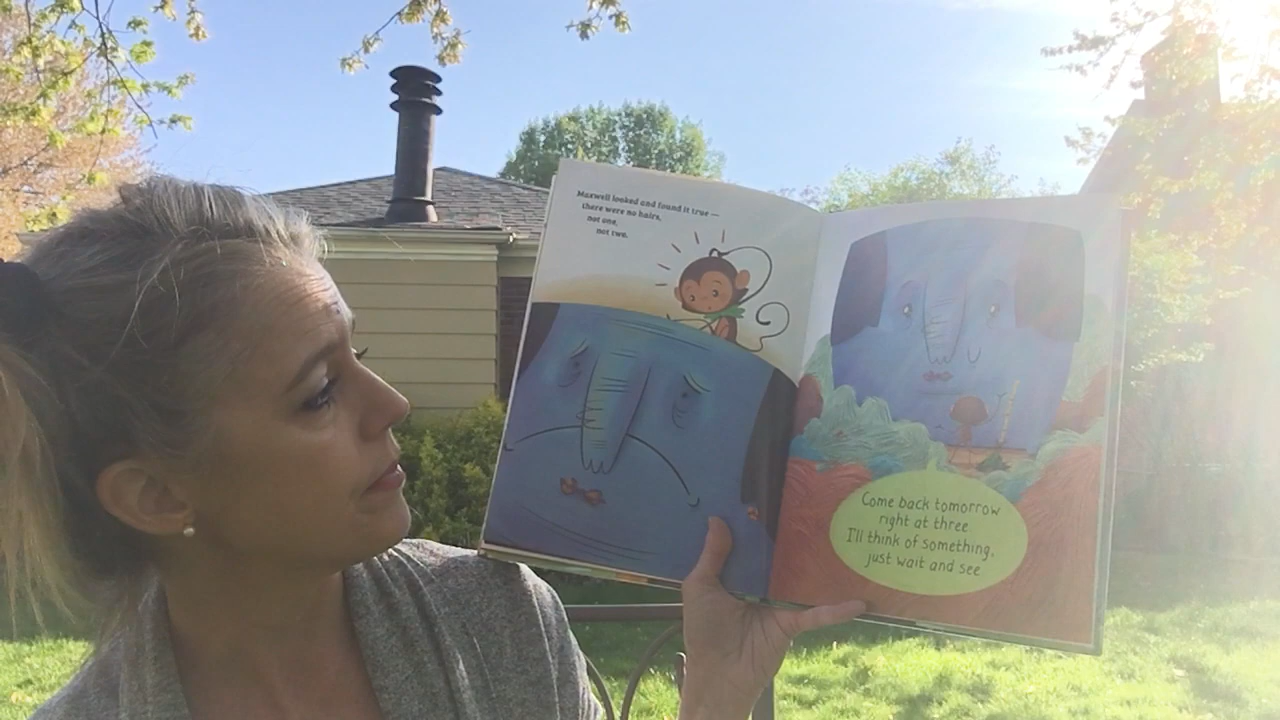 Maxwell looked and found it true —
there were no hairs,
not one,
not two.
Come back tomorrow
right at three.
I'll think of something,
just wait and see